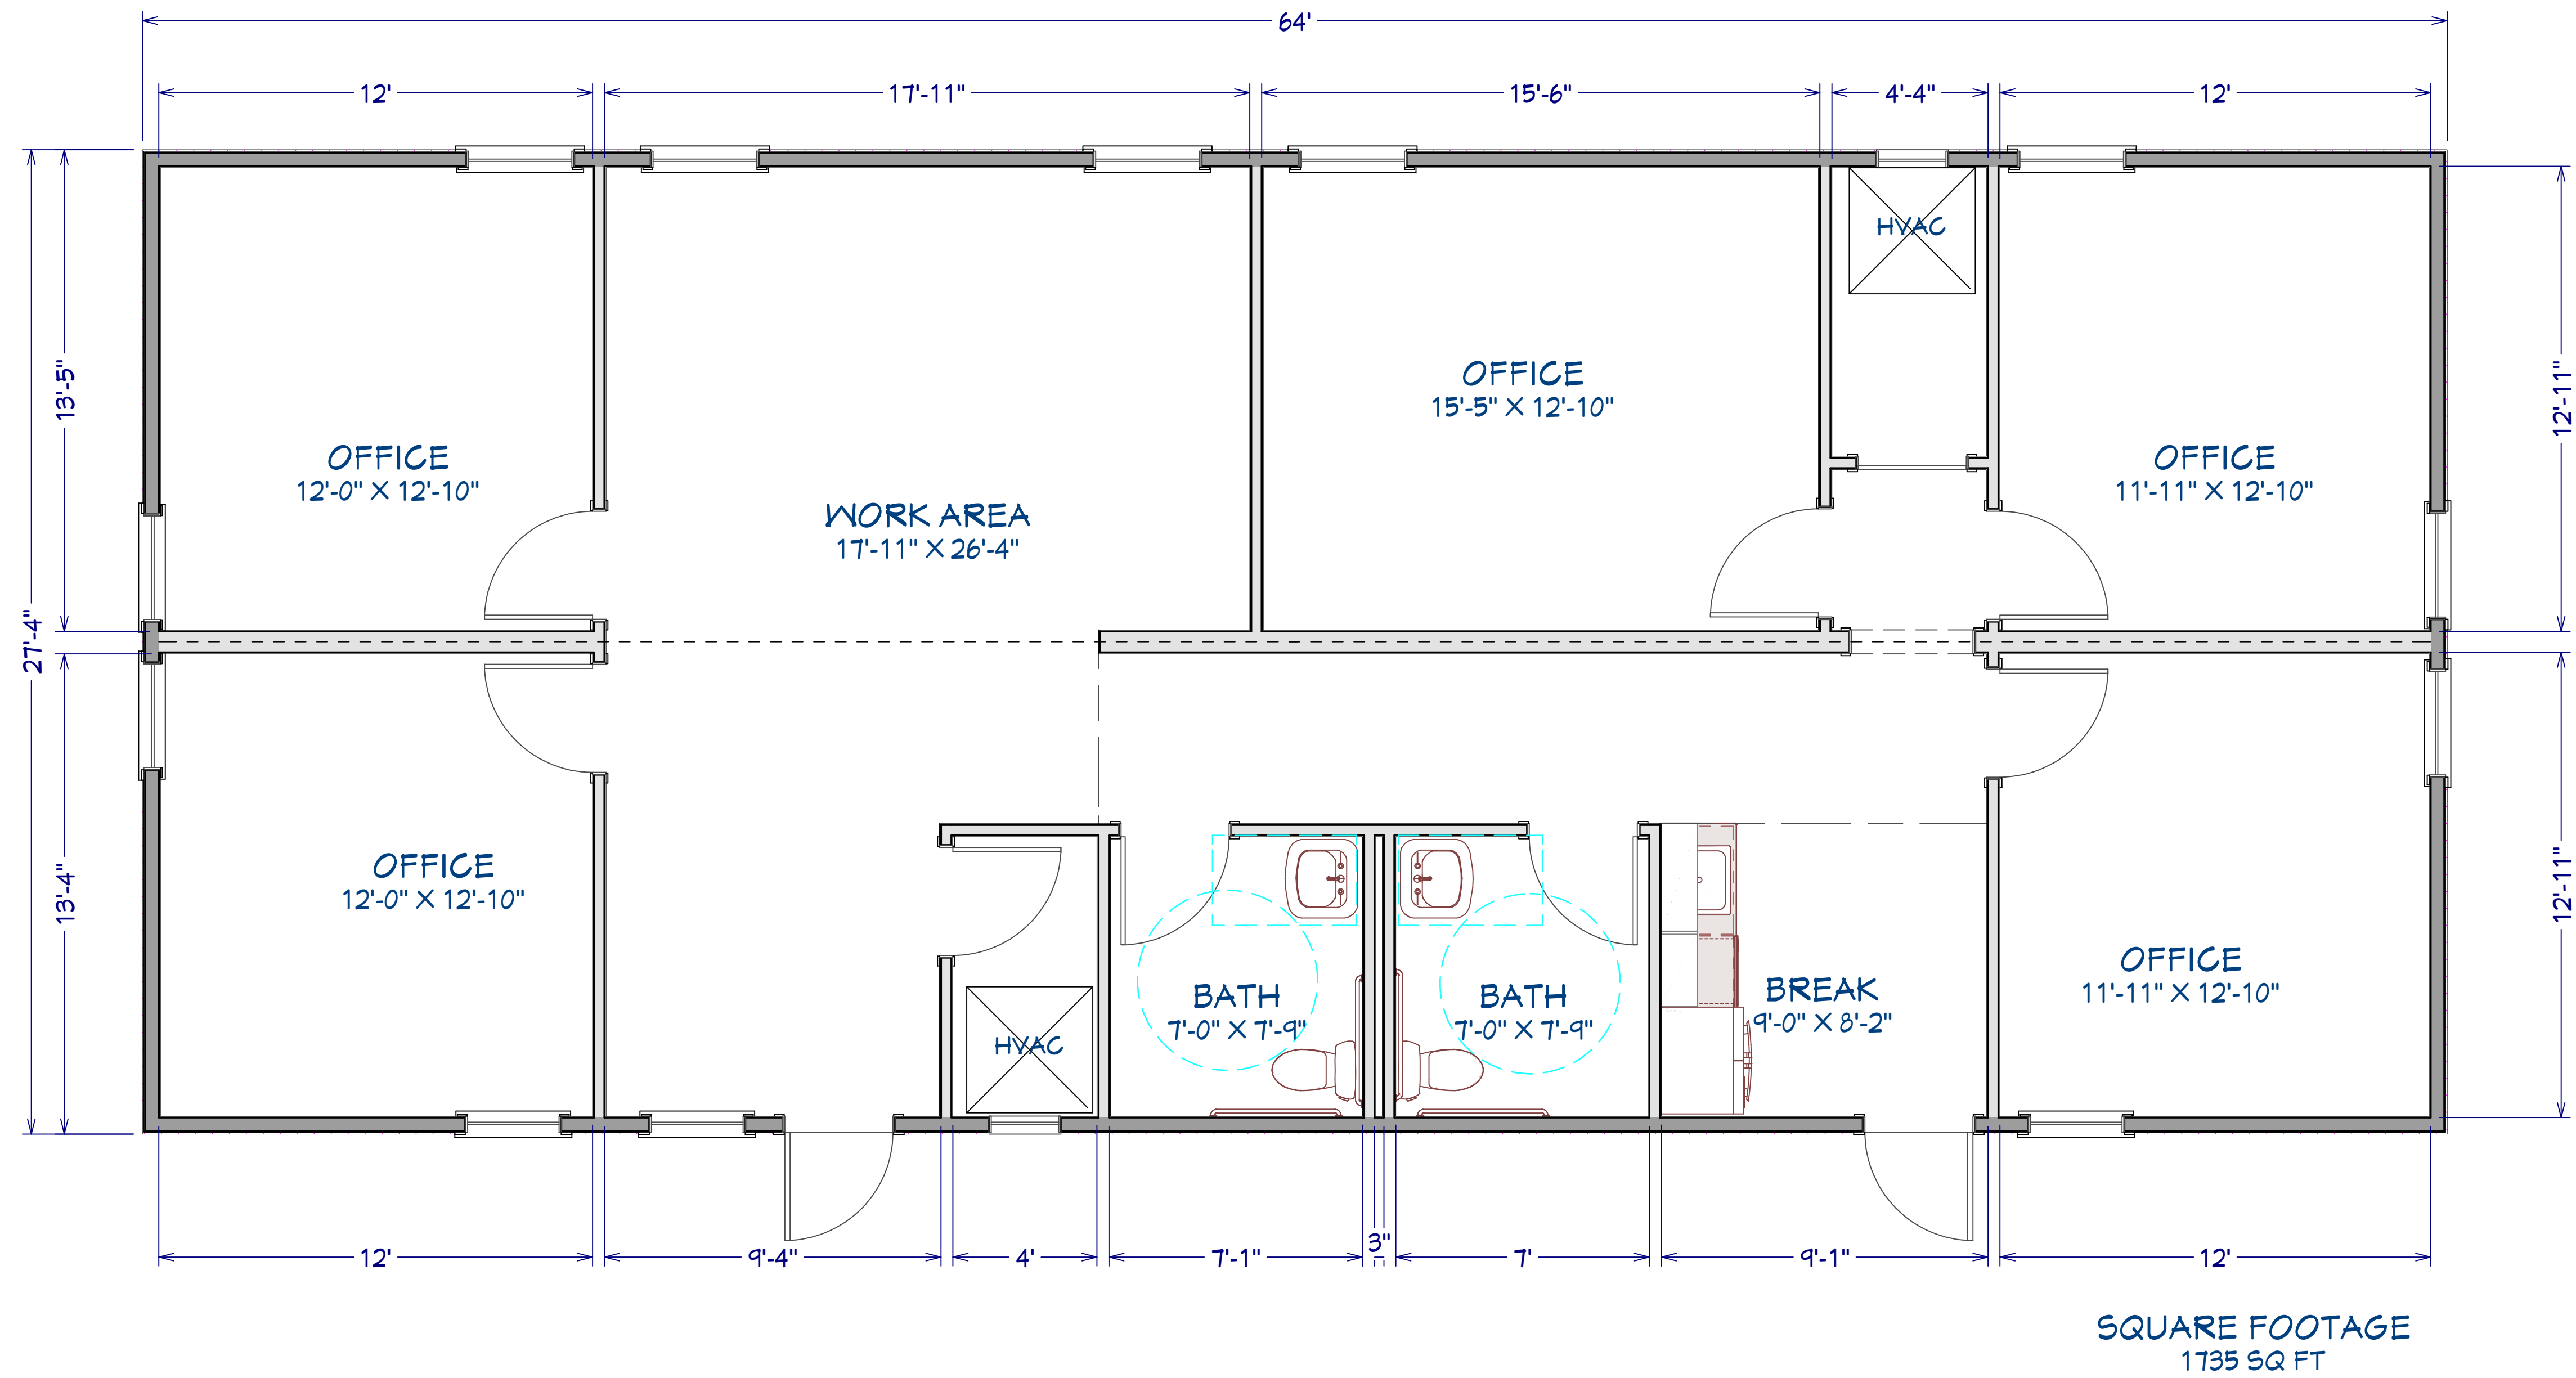 64'
12'
17'-11"
15'-6"
4'-4"
12'
HVAC
13'-5"
12'-11"
27'-4"
OFFICE
12'-0" X 12'-10"
WORK AREA
17'-11" X 26'-4"
OFFICE
15'-5" X 12'-10"
OFFICE
11'-11" X 12'-10"
13'-4"
12'-11"
OFFICE
12'-0" X 12'-10"
HVAC
BATH
7'-0" X 7'-9"
BATH
7'-0" X 7'-9"
BREAK
9'-0" X 8'-2"
OFFICE
11'-11" X 12'-10"
12'
9'-4"
4'
7'-1"
3"
7'
9'-1"
12'
SQUARE FOOTAGE
1735 SQ FT